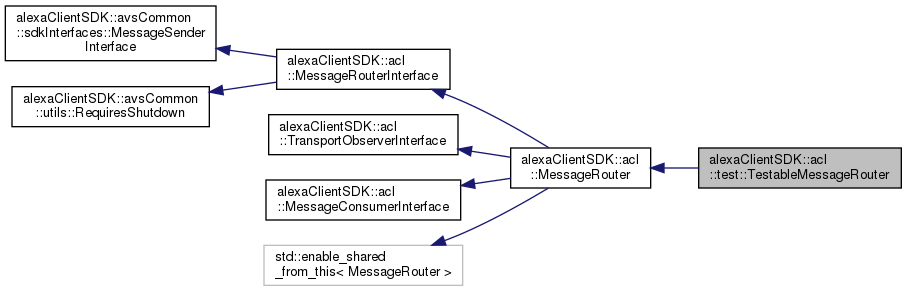 alexaClientSDK::avsCommon
::sdkInterfaces::MessageSender
Interface
alexaClientSDK::avsCommon
::utils::RequiresShutdown
alexaClientSDK::acl
::MessageRouterInterface
alexaClientSDK::acl
::TransportObserverInterface
alexaClientSDK::acl
::MessageConsumerInterface
std::enable_shared
_from_this< MessageRouter >
alexaClientSDK::acl
::MessageRouter
alexaClientSDK::acl
::test::TestableMessageRouter